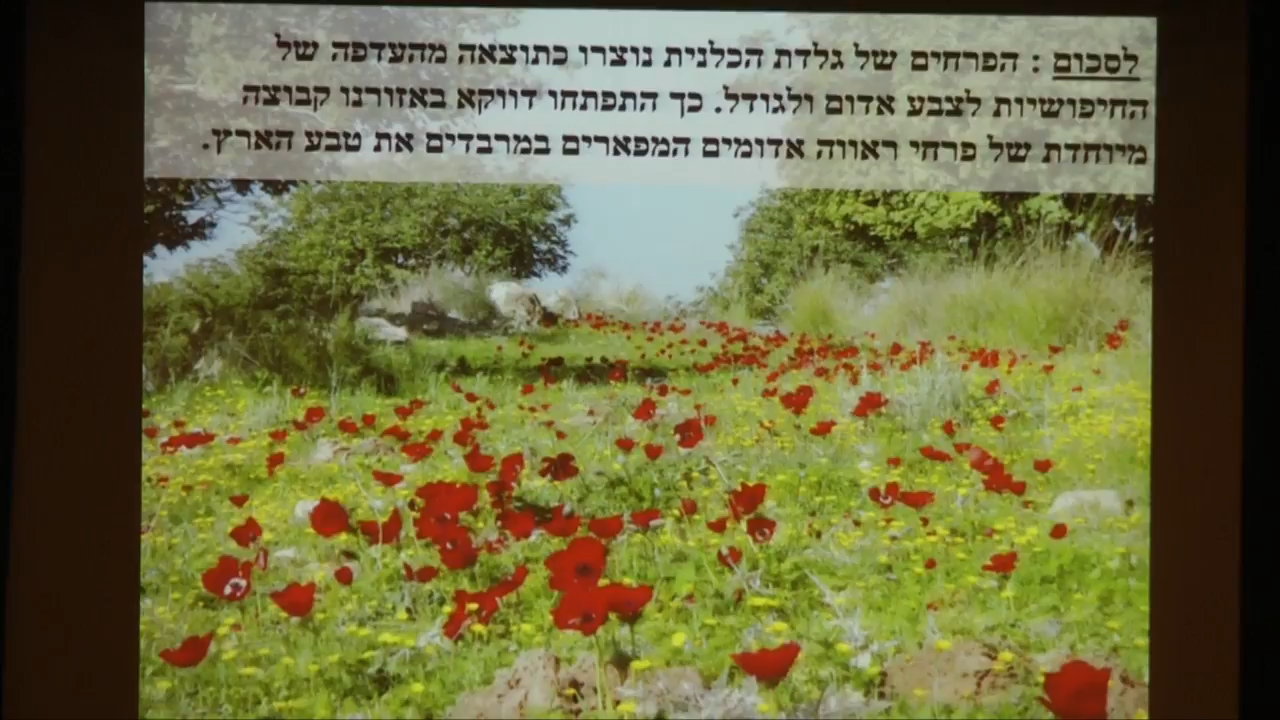 לסכום : הפרחים של גלדת הכלנית נוצרו כתוצאה מהעדפה של
החיפושיות לצבע אדום ולגודל. כך התפתחו דווקא באזורנו קבוצה
מיוחדת של פרחי ראווה אדומים המפארים במרבדים את טבע הארץ.